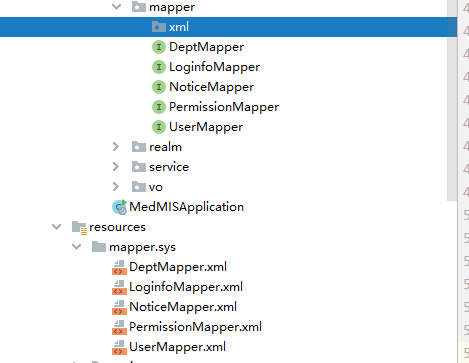 mapper
xml
DeptMapper
LoginfoMapper
NoticeMapper
PermissionMapper
UserMapper
realm
service
vo
MedMISApplication
resources
mapper.sys
DeptMapper.xml
LoginfoMapper.xml
NoticeMapper.xml
PermissionMapper.xml
UserMapper.xml